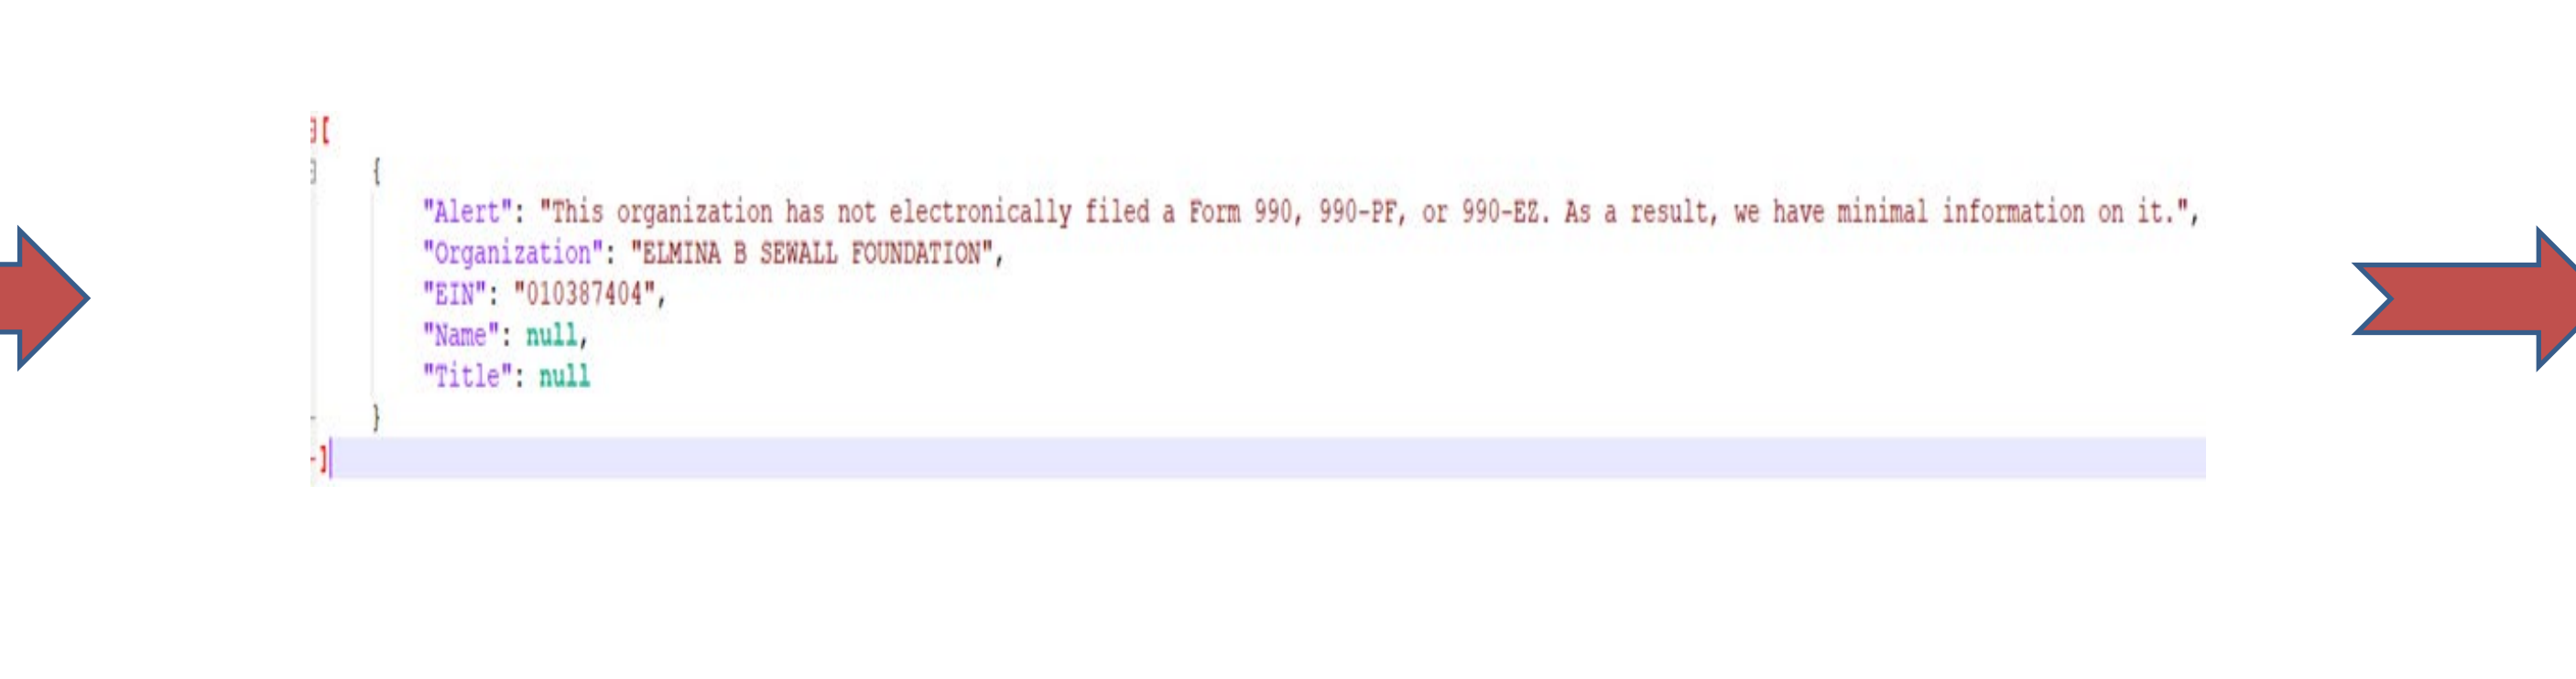 [
{
"Alert": "This organization has not electronically filed a Form 990, 990-PF, or 990-EZ. As a result, we have minimal information on it.",
"Organization": "ELMINA B SEWALL FOUNDATION",
"EIN": "010387404",
"Name": null,
"Title": null
}
]